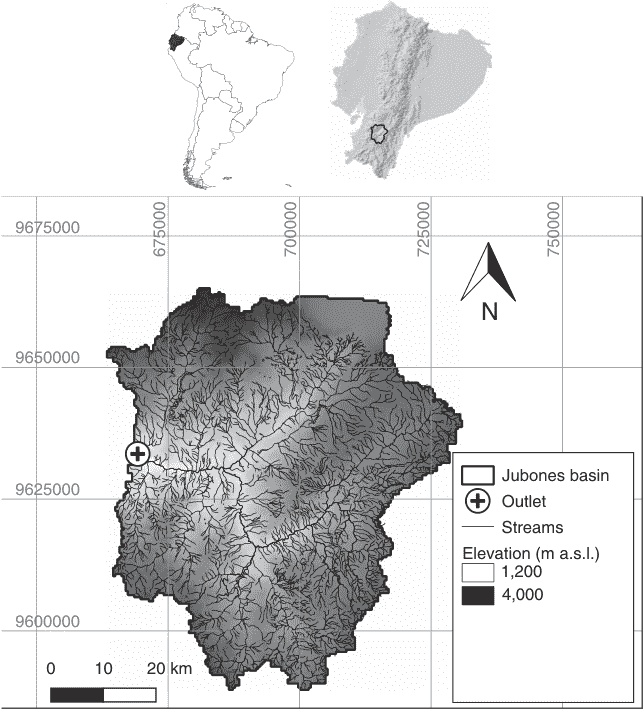 675000
700000
725000
750000
9675000
N
9650000
9625000
9600000
Jubones basin
Outlet
Streams
Elevation (m a.s.l.)
1,200
4,000
0 10 20 km